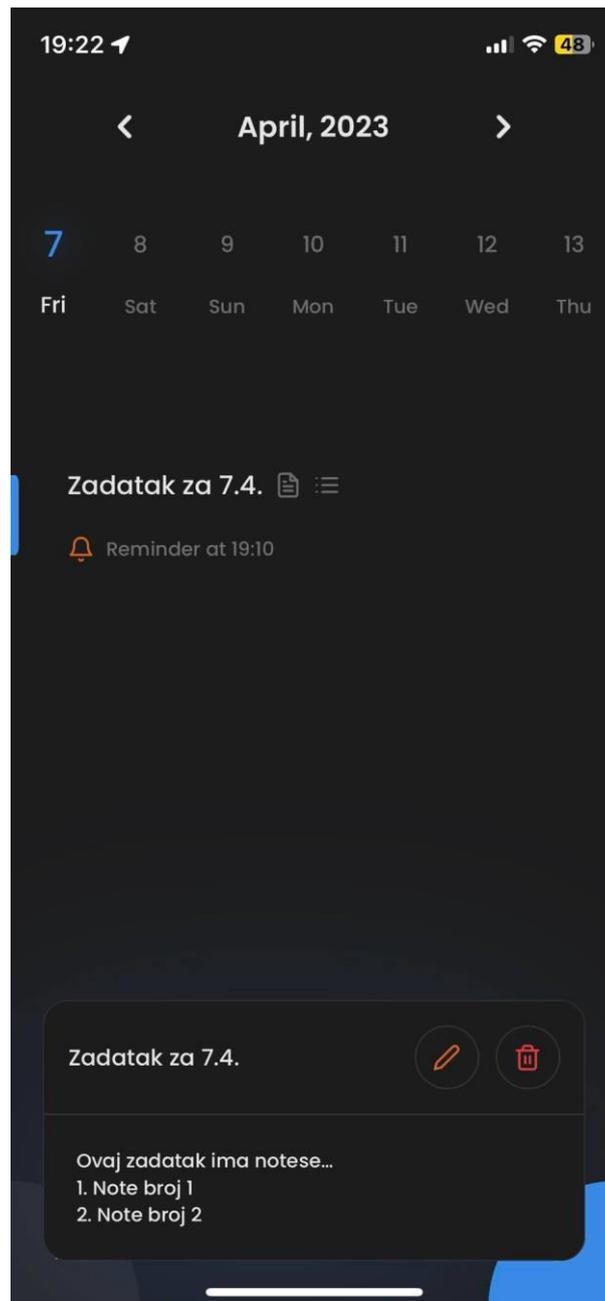 19:22
48
April, 2023
7 8 9 10 11 12 13
Fri Sat Sun Mon Tue Wed Thu
Zadatak za 7.4.
Reminder at 19:10
Zadatak za 7.4.
Ovaj zadatak ima notese...
1. Note broj 1
2. Note broj 2